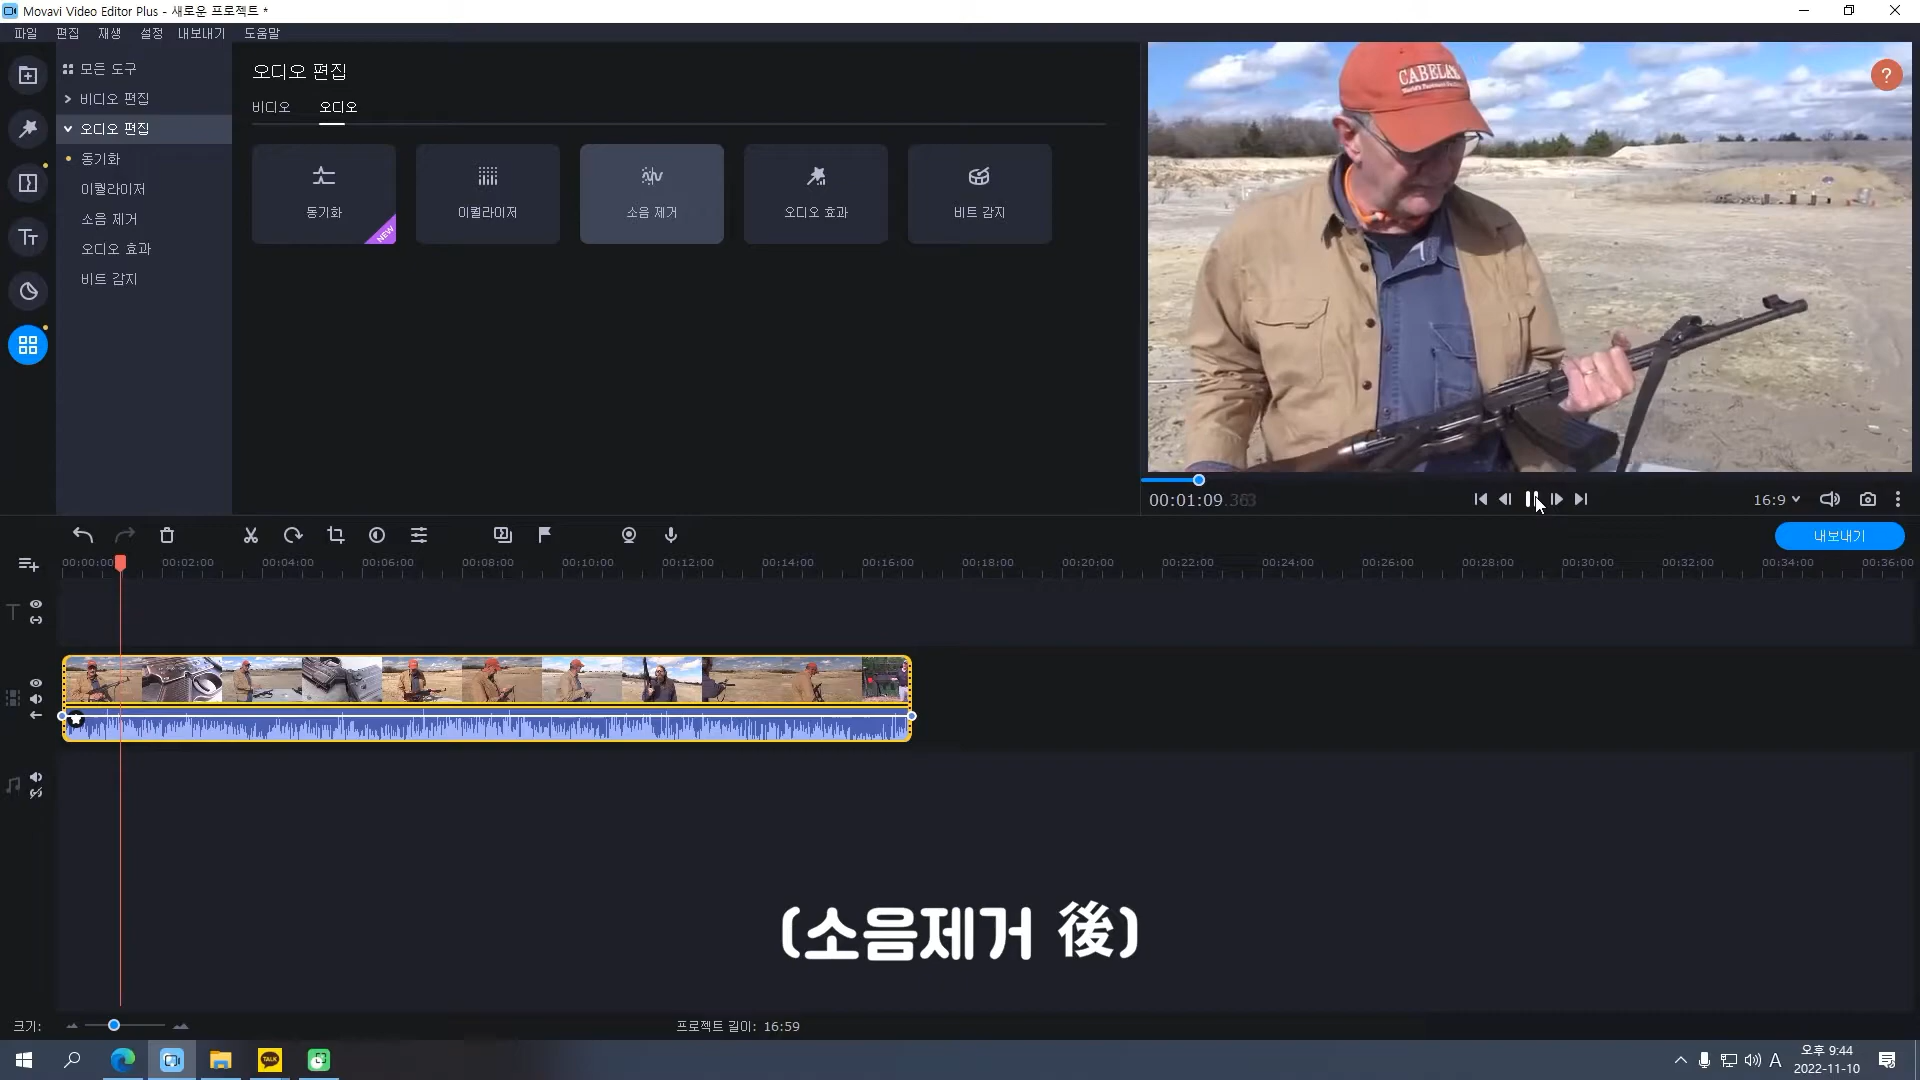 Movavi Video Editor Plus - 새로운 프로젝트 *
파일 편집 재생 설정 내보내기 도움말
모든 도구
비디오 편집
오디오 편집
동기화
이퀄라이저
소음 제거
오디오 효과
비트 감지
오디오 편집
비디오 오디오
동기화
NEW
이퀄라이저
소음 제거
오디오 효과
비트 감지
CABELA'S
?
00:01:09.363
16:9
내보내기
00:00:00 00:02:00 00:04:00 00:06:00 00:08:00 00:10:00 00:12:00 00:14:00 00:16:00 00:18:00 00:20:00 00:22:00 00:24:00 00:26:00 00:28:00 00:30:00 00:32:00 00:34:00 00:36:00
(소음제거 後)
크기:
프로젝트 길이: 16:59
TALK
A
오후 9:44
2022-11-10